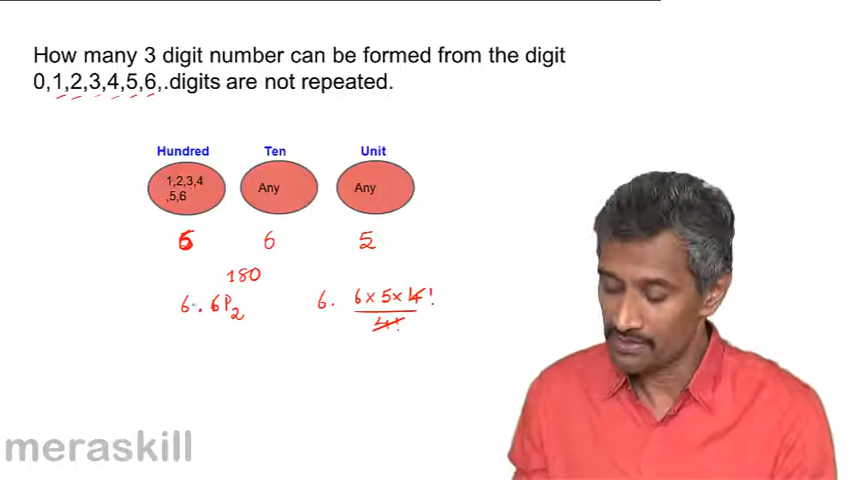 How many 3 digit number can be formed from the digit
0,1,2,3,4,5,6,.digits are not repeated.
Hundred Ten Unit
1,2,3,4 Any Any
,5,6
6 6 5
180
6 . 6P2 6 . 6 x 5 x 4!
4!
meraskill